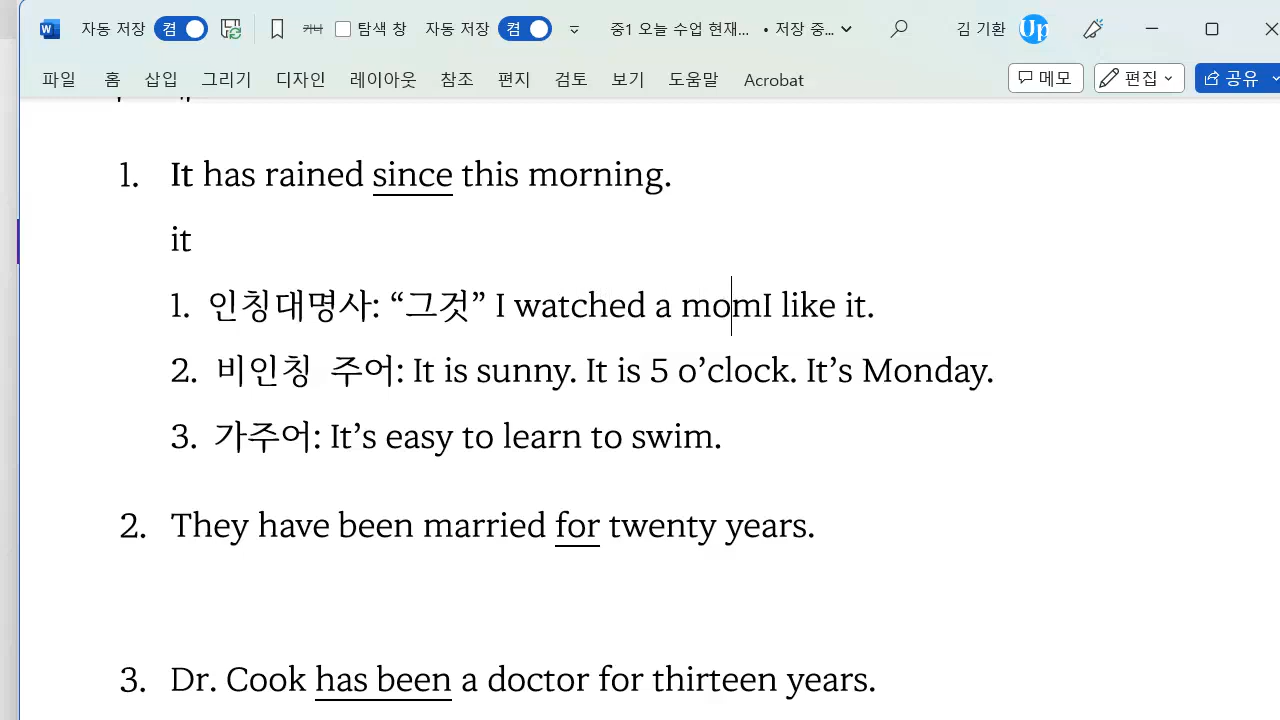 자동 저장 켬 가나 탐색 창 자동 저장 켬 중1 오늘 수업 현재... • 저장 중... 김 기환 Up
파일 홈 삽입 그리기 디자인 레이아웃 참조 편지 검토 보기 도움말 Acrobat 메모 편집 공유
1. It has rained since this morning.
it
1. 인칭대명사: “그것” I watched a momI like it.
2. 비인칭 주어: It is sunny. It is 5 o’clock. It’s Monday.
3. 가주어: It’s easy to learn to swim.
2. They have been married for twenty years.
3. Dr. Cook has been a doctor for thirteen years.